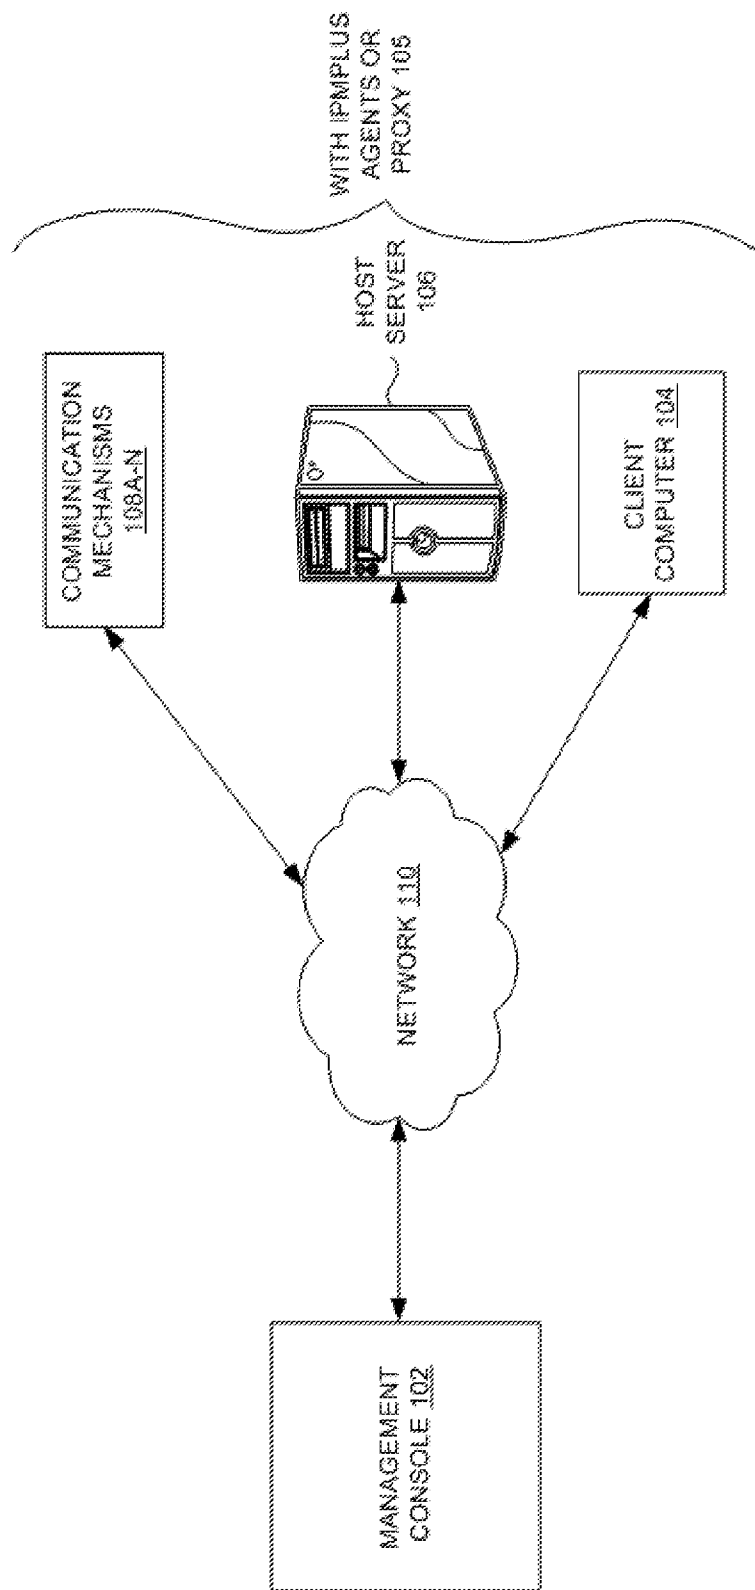 COMMUNICATION
MECHANISMS
108A-N
WITH IPMPLUS
AGENTS OR
PROXY 105
HOST
SERVER
106
MANAGEMENT
CONSOLE 102
NETWORK 110
CLIENT
COMPUTER 104